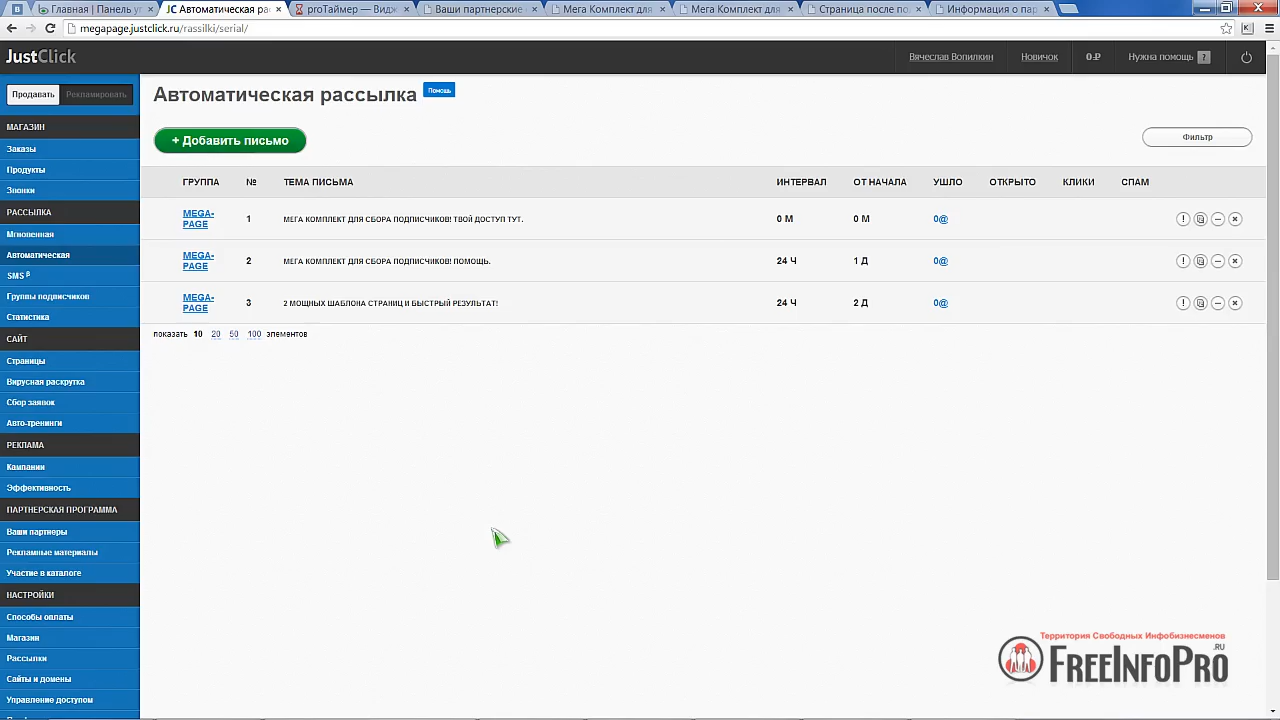 Главная | Панель уп
JC Автоматическая рас
proТаймер — Видж
Ваши партнерские с
Мега Комплект для
Мега Комплект для
Страница после по
Информация о пар
megapage.justclick.ru/rassilki/serial/
JustClick
Вячеслав Вопилкин
Новичок
0 ₽
Нужна помощь ?
Продавать
Рекламировать
МАГАЗИН
Заказы
Продукты
Звонки
РАССЫЛКА
Мгновенная
Автоматическая
SMS β
Группы подписчиков
Статистика
САЙТ
Страницы
Вирусная раскрутка
Сбор заявок
Авто-тренинги
РЕКЛАМА
Кампании
Эффективность
ПАРТНЕРСКАЯ ПРОГРАММА
Ваши партнеры
Рекламные материалы
Участие в каталоге
НАСТРОЙКИ
Способы оплаты
Магазин
Рассылки
Сайты и домены
Управление доступом
Автоматическая рассылка
Помощь
+ Добавить письмо
Фильтр
ГРУППА № ТЕМА ПИСЬМА ИНТЕРВАЛ ОТ НАЧАЛА УШЛО ОТКРЫТО КЛИКИ СПАМ
MEGA-
PAGE
1 МЕГА КОМПЛЕКТ ДЛЯ СБОРА ПОДПИСЧИКОВ! ТВОЙ ДОСТУП ТУТ. 0 М 0 М 0@
MEGA-
PAGE
2 МЕГА КОМПЛЕКТ ДЛЯ СБОРА ПОДПИСЧИКОВ! ПОМОЩЬ. 24 Ч 1 Д 0@
MEGA-
PAGE
3 2 МОЩНЫХ ШАБЛОНА СТРАНИЦ И БЫСТРЫЙ РЕЗУЛЬТАТ! 24 Ч 2 Д 0@
показать 10 20 50 100 элементов
Территория Свободных Инфобизнесменов
FREEINFOPRO .RU